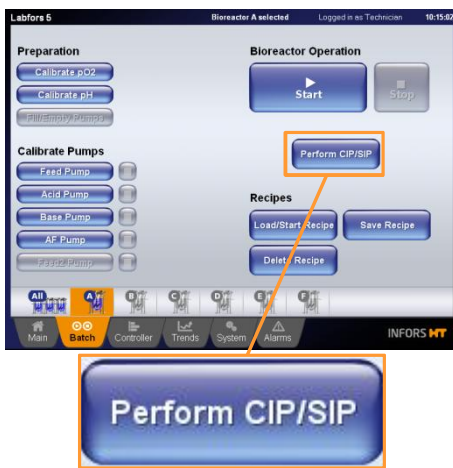 Labfors 5 Bioreactor A selected Logged in as Technician 10:15:02
Preparation
Calibrate pO2
Calibrate pH
Fill/Empty Pumps
Calibrate Pumps
Feed Pump
Acid Pump
Base Pump
AF Pump
Feed2 Pump
Bioreactor Operation
Start
Stop
Perform CIP/SIP
Recipes
Load/Start Recipe
Save Recipe
Delete Recipe
All A B C D E F
Main Batch Controller Trends System Alarms
INFORS HT
Perform CIP/SIP